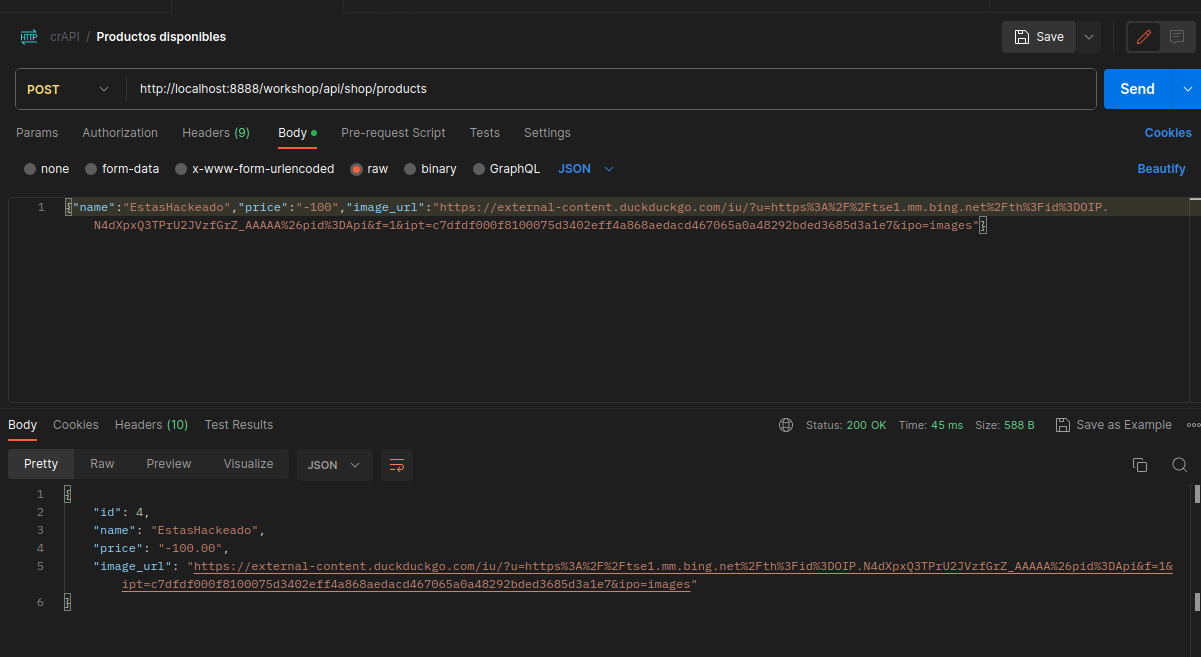 HTTP crAPI / Productos disponibles Save
POST http://localhost:8888/workshop/api/shop/products Send
Params Authorization Headers (9) Body Pre-request Script Tests Settings Cookies
none form-data x-www-form-urlencoded raw binary GraphQL JSON Beautify
1 {"name":"EstasHackeado","price":"-100","image_url":"https://external-content.duckduckgo.com/iu/?u=https%3A%2F%2Ftse1.mm.bing.net%2Fth%3Fid%3DOIP.
N4dXpxQ3TPrU2JVzfGrZ_AAAAA%26pid%3DApi&f=1&ipt=c7dfdf000f8100075d3402eff4a868aedacd467065a0a48292bded3685d3a1e7&ipo=images"}
Body Cookies Headers (10) Test Results Status: 200 OK Time: 45 ms Size: 588 B Save as Example
Pretty Raw Preview Visualize JSON
1 {
2 "id": 4,
3 "name": "EstasHackeado",
4 "price": "-100.00",
5 "image_url": "https://external-content.duckduckgo.com/iu/?u=https%3A%2F%2Ftse1.mm.bing.net%2Fth%3Fid%3DOIP.N4dXpxQ3TPrU2JVzfGrZ_AAAAA%26pid%3DApi&f=1&
ipt=c7dfdf000f8100075d3402eff4a868aedacd467065a0a48292bded3685d3a1e7&ipo=images"
6 }